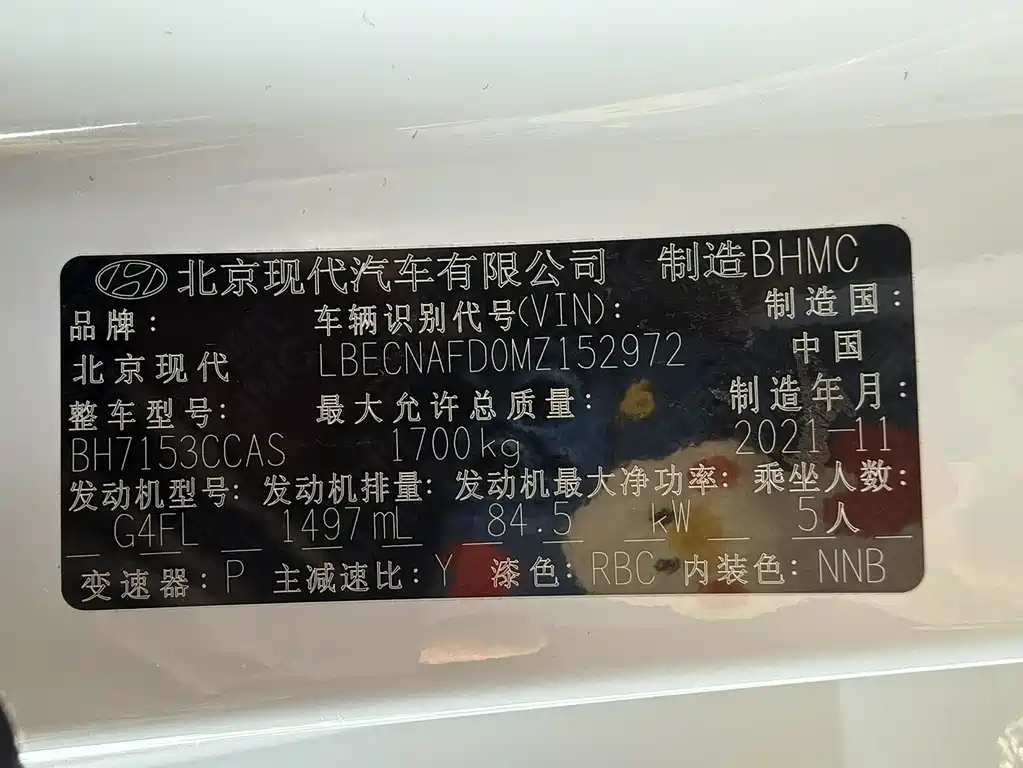 北京现代汽车有限公司 制造BHMC
品牌： 车辆识别代号(VIN)： 制造国：
北京现代 LBECNAFD0MZ152972 中国
整车型号： 最大允许总质量： 制造年月：
BH7153CCAS 1700kg 2021-11
发动机型号： 发动机排量： 发动机最大净功率： 乘坐人数：
G4FL 1497mL 84.5 kW 5人
变速器：P 主减速比：Y 漆色：RBC 内装色：NNB